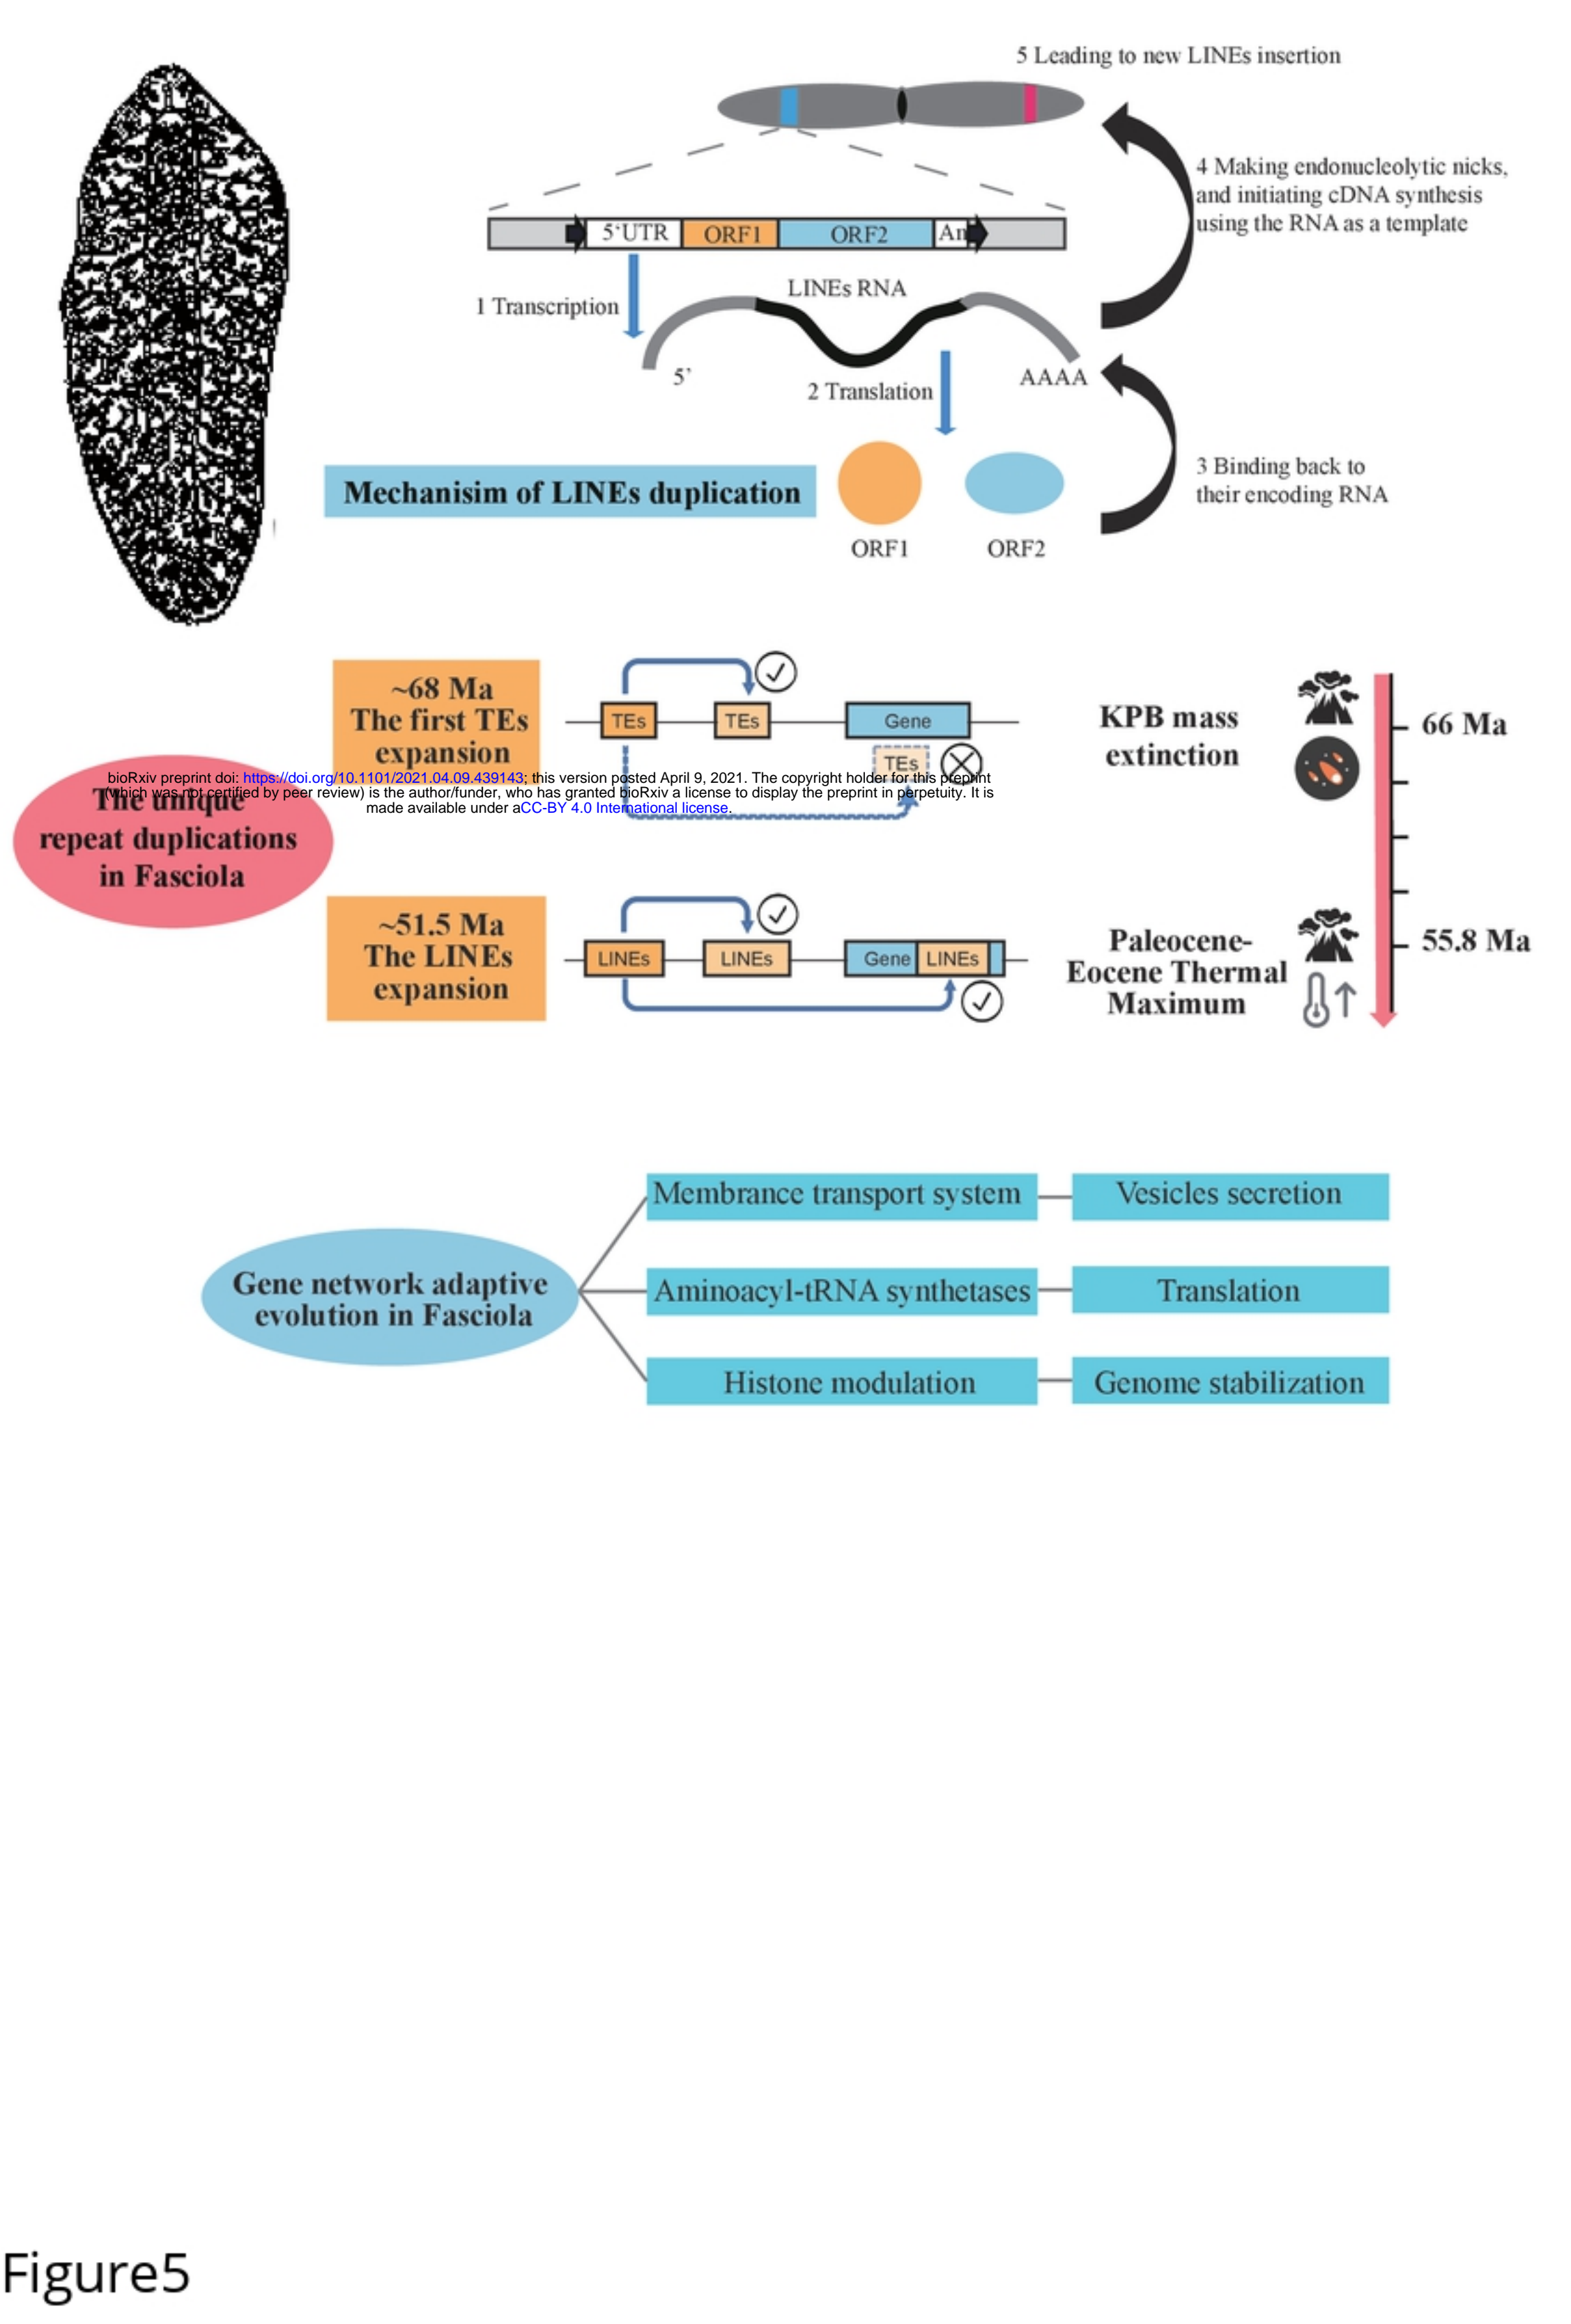 5 Leading to new LINEs insertion
4 Making endonucleolytic nicks,
and initiating cDNA synthesis
using the RNA as a template
5‘UTR ORF1 ORF2 An
LINEs RNA
1 Transcription
5’
2 Translation
AAAA
3 Binding back to
their encoding RNA
Mechanisim of LINEs duplication
ORF1 ORF2
~68 Ma
The first TEs
expansion
TEs TEs Gene
TEs
KPB mass
extinction
66 Ma
bioRxiv preprint doi: https://doi.org/10.1101/2021.04.09.439143; this version posted April 9, 2021. The copyright holder for this preprint
(which was not certified by peer review) is the author/funder, who has granted bioRxiv a license to display the preprint in perpetuity. It is
made available under aCC-BY 4.0 International license.
The unique
repeat duplications
in Fasciola
~51.5 Ma
The LINEs
expansion
LINEs LINEs Gene LINEs
Paleocene-
Eocene Thermal
Maximum
55.8 Ma
Gene network adaptive
evolution in Fasciola
Membrance transport system Vesicles secretion
Aminoacyl-tRNA synthetases Translation
Histone modulation Genome stabilization
Figure5